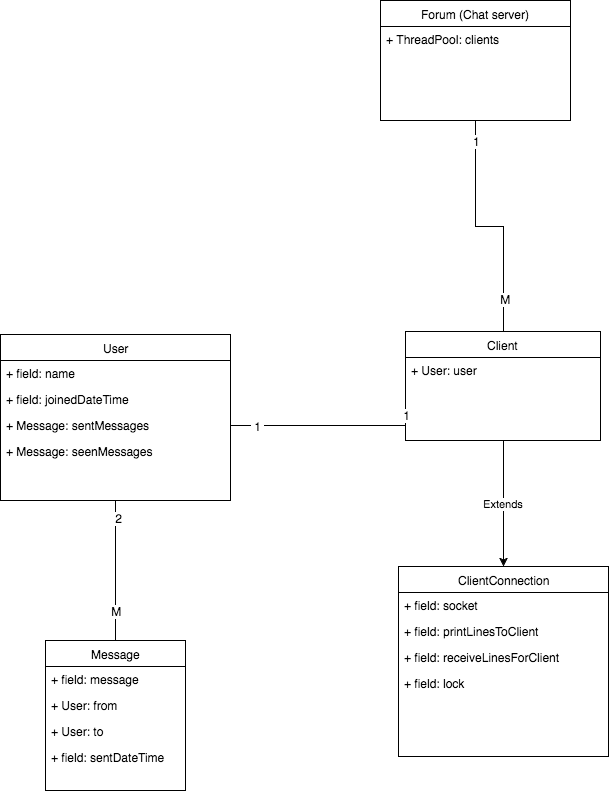 Forum (Chat server)
+ ThreadPool: clients
1
M
User
+ field: name
+ field: joinedDateTime
+ Message: sentMessages
+ Message: seenMessages
1
1
Client
+ User: user
2
M
Extends
Message
+ field: message
+ User: from
+ User: to
+ field: sentDateTime
ClientConnection
+ field: socket
+ field: printLinesToClient
+ field: receiveLinesForClient
+ field: lock